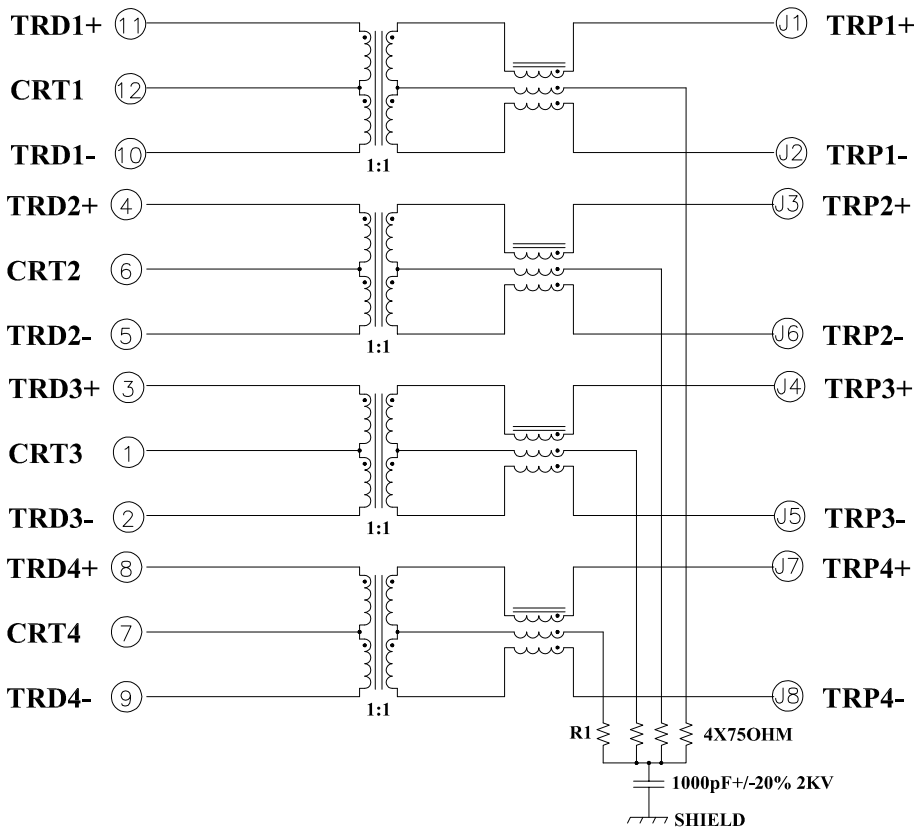 TRD1+ 11 J1 TRP1+
CRT1 12
TRD1- 10 J2 TRP1-
1:1
TRD2+ 4 J3 TRP2+
CRT2 6
TRD2- 5 J6 TRP2-
1:1
TRD3+ 3 J4 TRP3+
CRT3 1
TRD3- 2 J5 TRP3-
1:1
TRD4+ 8 J7 TRP4+
CRT4 7
TRD4- 9 J8 TRP4-
1:1
R1 4X75OHM
1000pF+/-20% 2KV
SHIELD